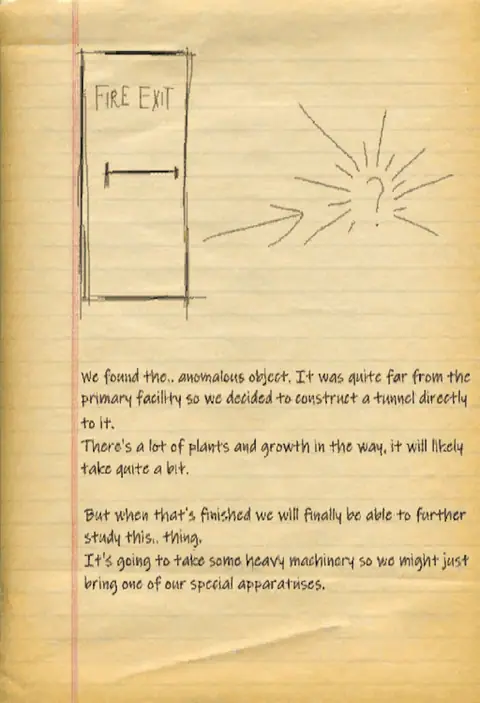 FIRE EXIT
?
We found the.. anomalous object. It was quite far from the
primary facility so we decided to construct a tunnel directly
to it.
There's a lot of plants and growth in the way, it will likely
take quite a bit.
But when that's finished we will finally be able to further
study this.. thing.
It's going to take some heavy machinery so we might just
bring one of our special apparatuses.